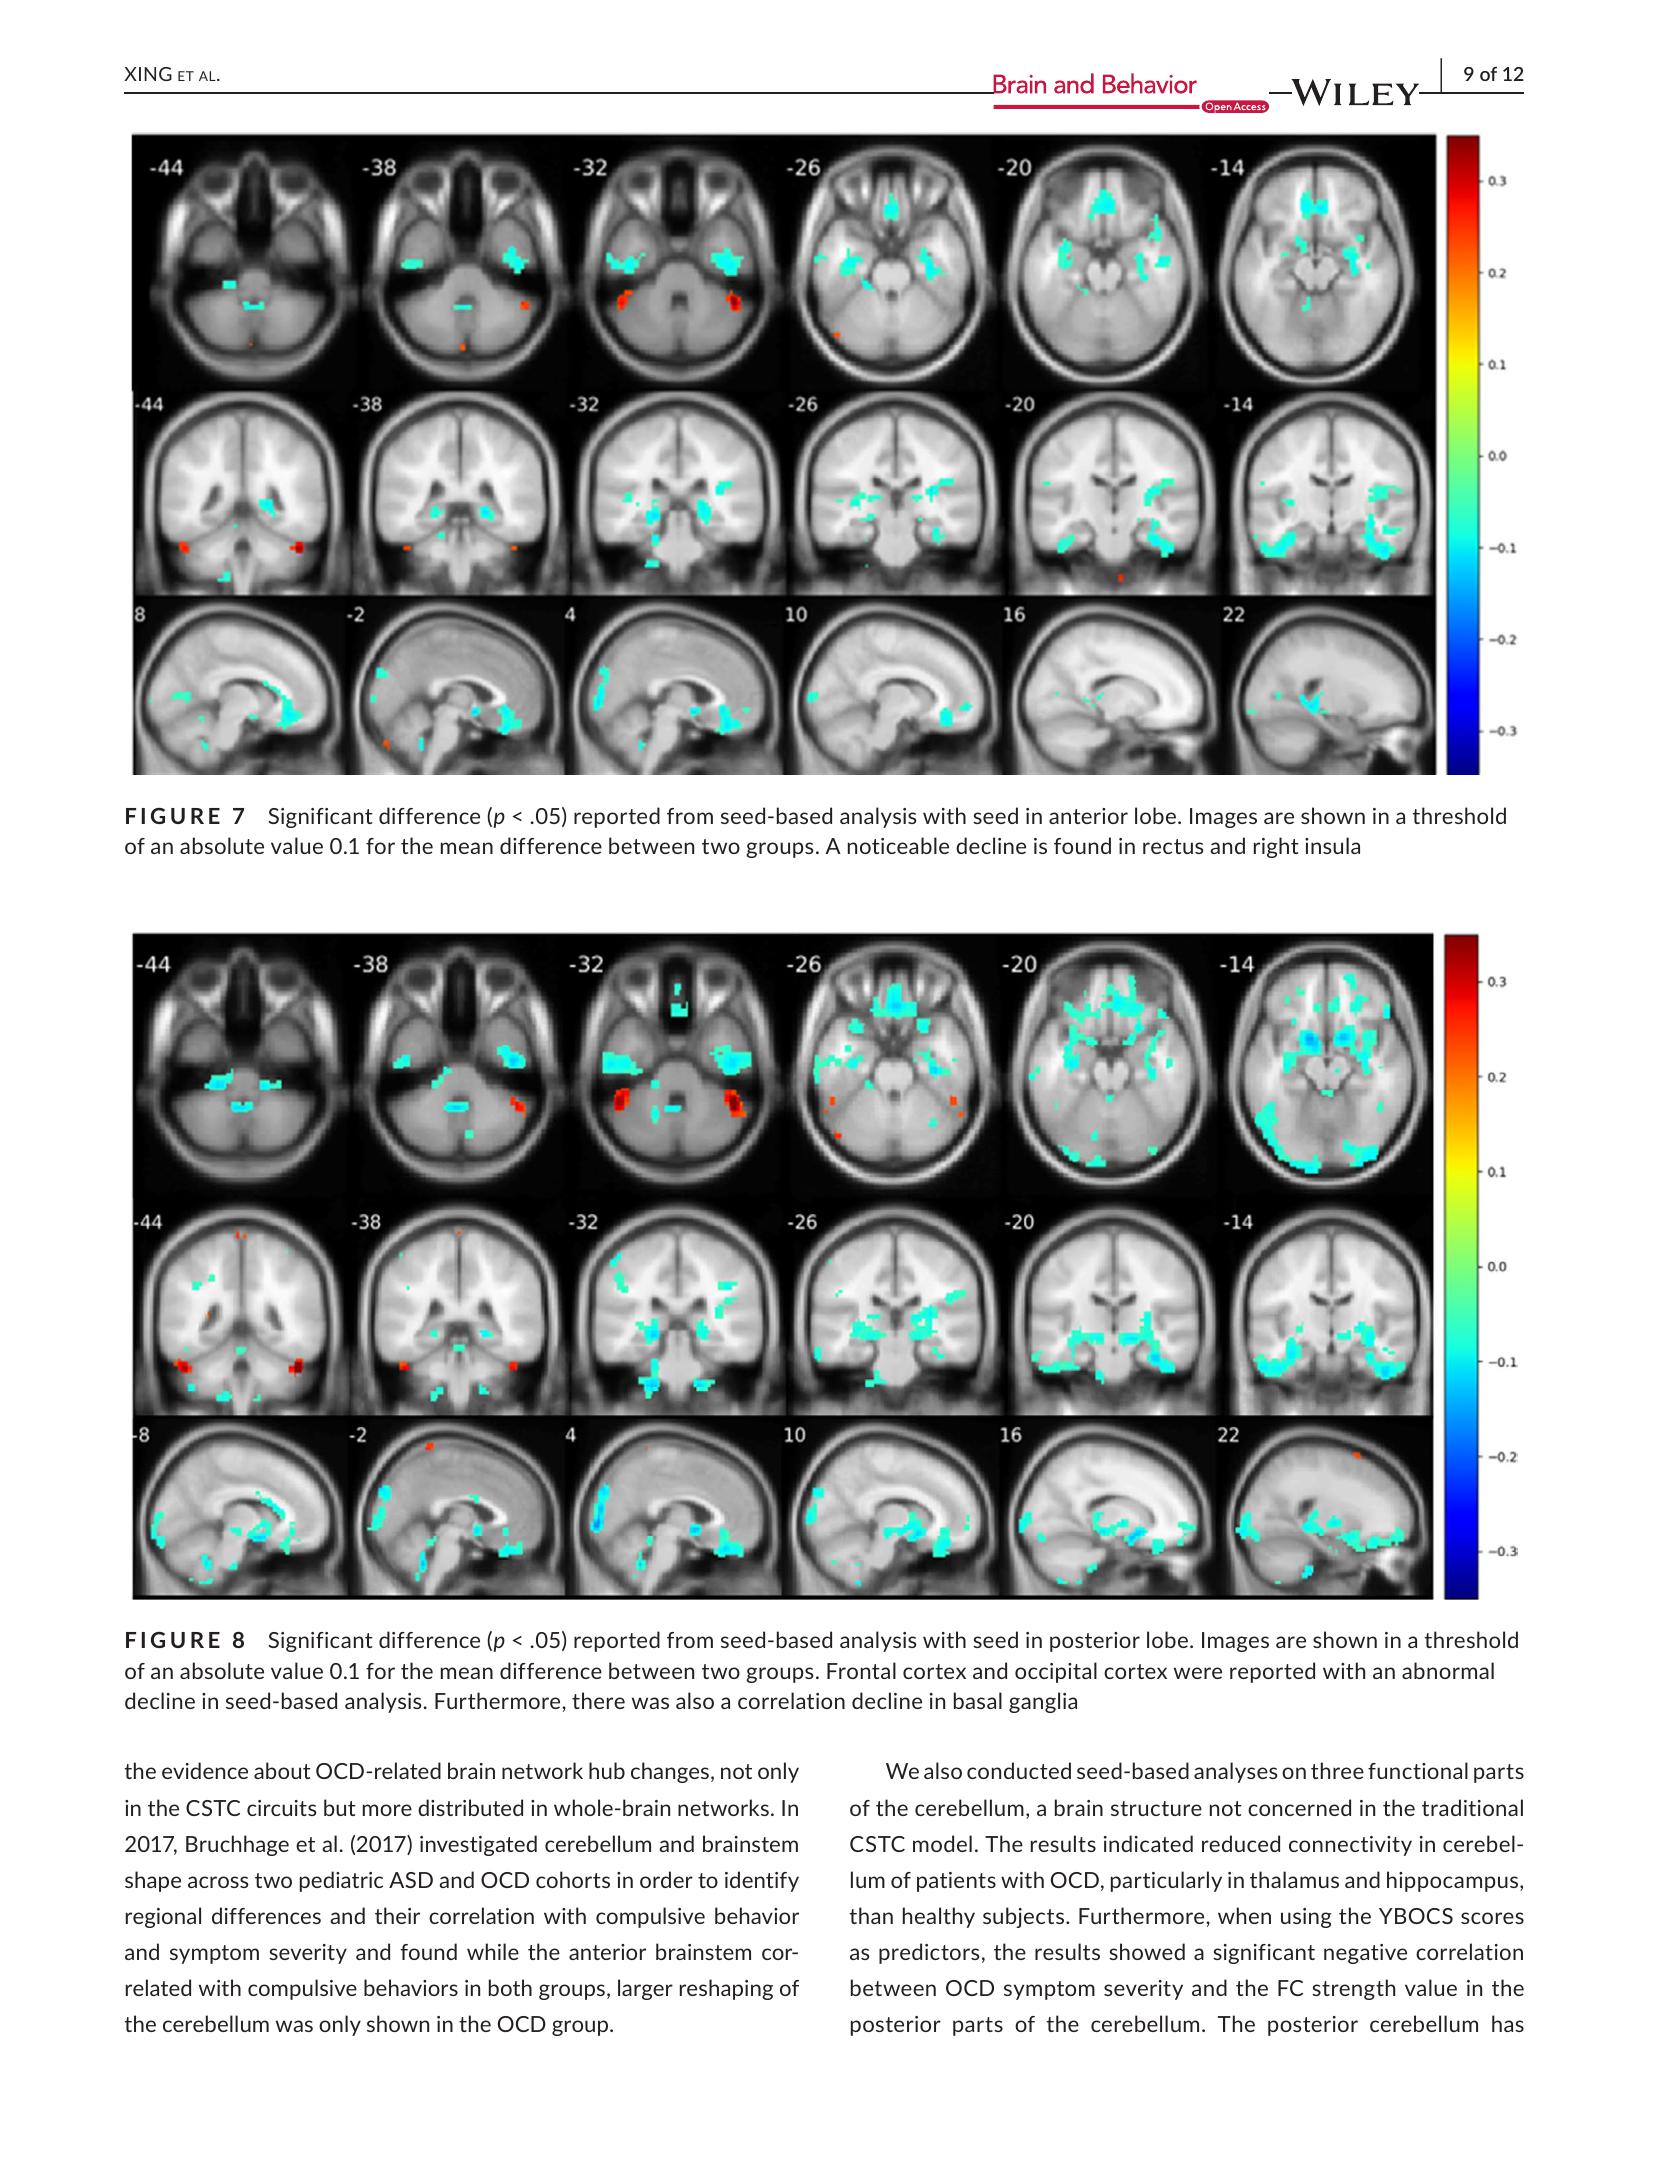 XING ET AL.
Brain and Behavior
Open Access
WILEY
9 of 12
-44 -38 -32 -26 -20 -14
-44 -38 -32 -26 -20 -14
8 -2 4 10 16 22
0.3
0.2
0.1
0.0
−0.1
−0.2
−0.3
FIGURE 7 Significant difference (p < .05) reported from seed-based analysis with seed in anterior lobe. Images are shown in a threshold
of an absolute value 0.1 for the mean difference between two groups. A noticeable decline is found in rectus and right insula
-44 -38 -32 -26 -20 -14
-44 -38 -32 -26 -20 -14
-8 -2 4 10 16 22
0.3
0.2
0.1
0.0
−0.1
−0.2
−0.3
FIGURE 8 Significant difference (p < .05) reported from seed-based analysis with seed in posterior lobe. Images are shown in a threshold
of an absolute value 0.1 for the mean difference between two groups. Frontal cortex and occipital cortex were reported with an abnormal
decline in seed-based analysis. Furthermore, there was also a correlation decline in basal ganglia
the evidence about OCD-related brain network hub changes, not only
in the CSTC circuits but more distributed in whole-brain networks. In
2017, Bruchhage et al. (2017) investigated cerebellum and brainstem
shape across two pediatric ASD and OCD cohorts in order to identify
regional differences and their correlation with compulsive behavior
and symptom severity and found while the anterior brainstem cor-
related with compulsive behaviors in both groups, larger reshaping of
the cerebellum was only shown in the OCD group.
We also conducted seed-based analyses on three functional parts
of the cerebellum, a brain structure not concerned in the traditional
CSTC model. The results indicated reduced connectivity in cerebel-
lum of patients with OCD, particularly in thalamus and hippocampus,
than healthy subjects. Furthermore, when using the YBOCS scores
as predictors, the results showed a significant negative correlation
between OCD symptom severity and the FC strength value in the
posterior parts of the cerebellum. The posterior cerebellum has